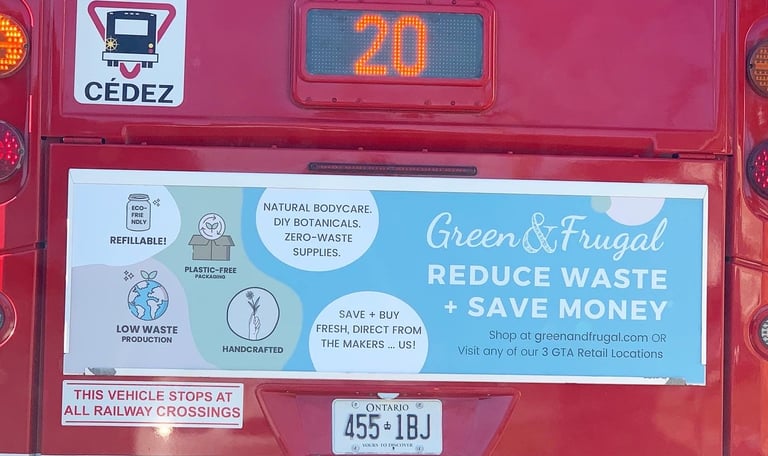 20
CÉDEZ
ECO-
FRIE
NDLY
REFILLABLE!
PLASTIC-FREE
PACKAGING
LOW WASTE
PRODUCTION
HANDCRAFTED
NATURAL BODYCARE.
DIY BOTANICALS.
ZERO-WASTE
SUPPLIES.
SAVE + BUY
FRESH, DIRECT FROM
THE MAKERS ... US!
Green & Frugal
REDUCE WASTE
+ SAVE MONEY
Shop at greenandfrugal.com OR
Visit any of our 3 GTA Retail Locations
THIS VEHICLE STOPS AT
ALL RAILWAY CROSSINGS
ONTARIO
455 1BJ
YOURS TO DISCOVER